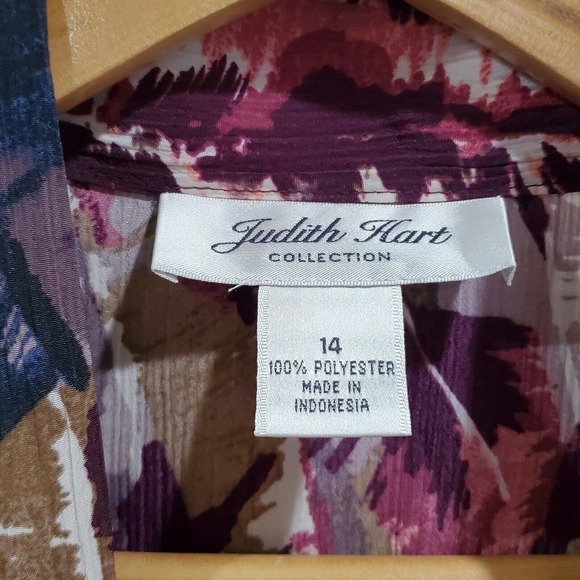 Judith Hart
COLLECTION
14
100% POLYESTER
MADE IN
INDONESIA